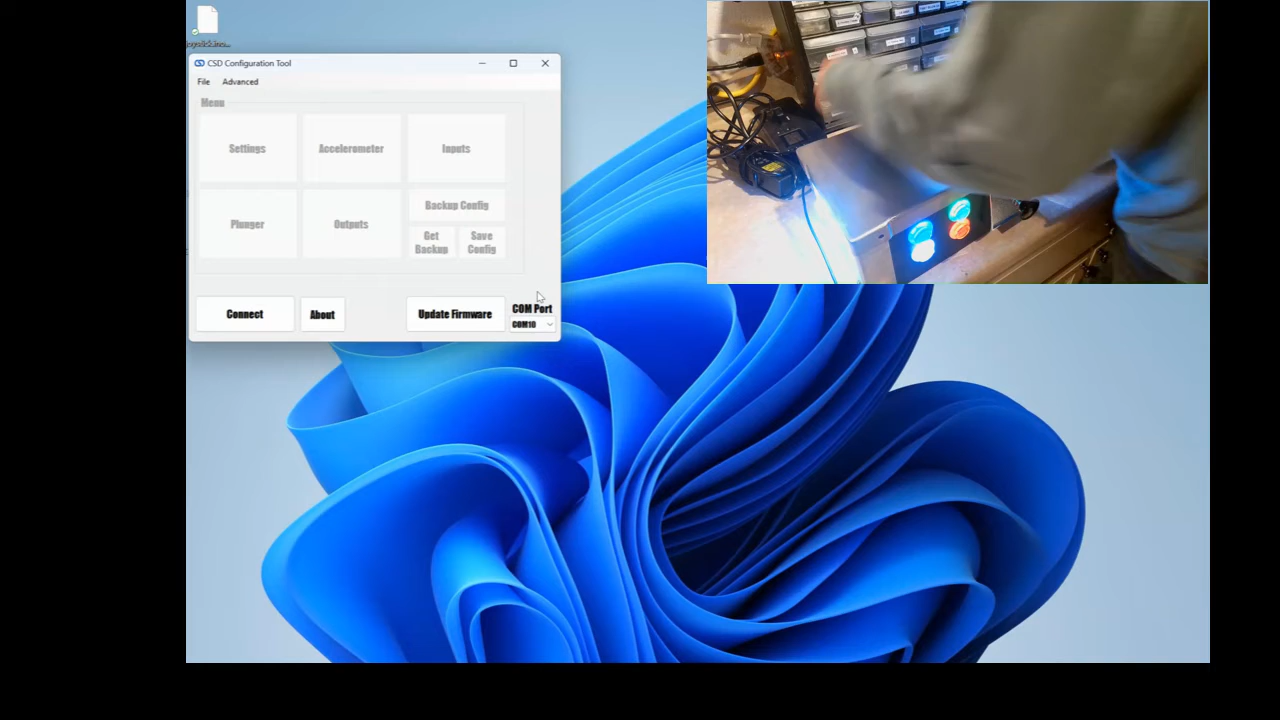 CSD Configuration Tool
File Advanced
Menu
Settings Accelerometer Inputs
Plunger Outputs Backup Config
Get Backup Save Config
Connect About Update Firmware COM Port
COM10